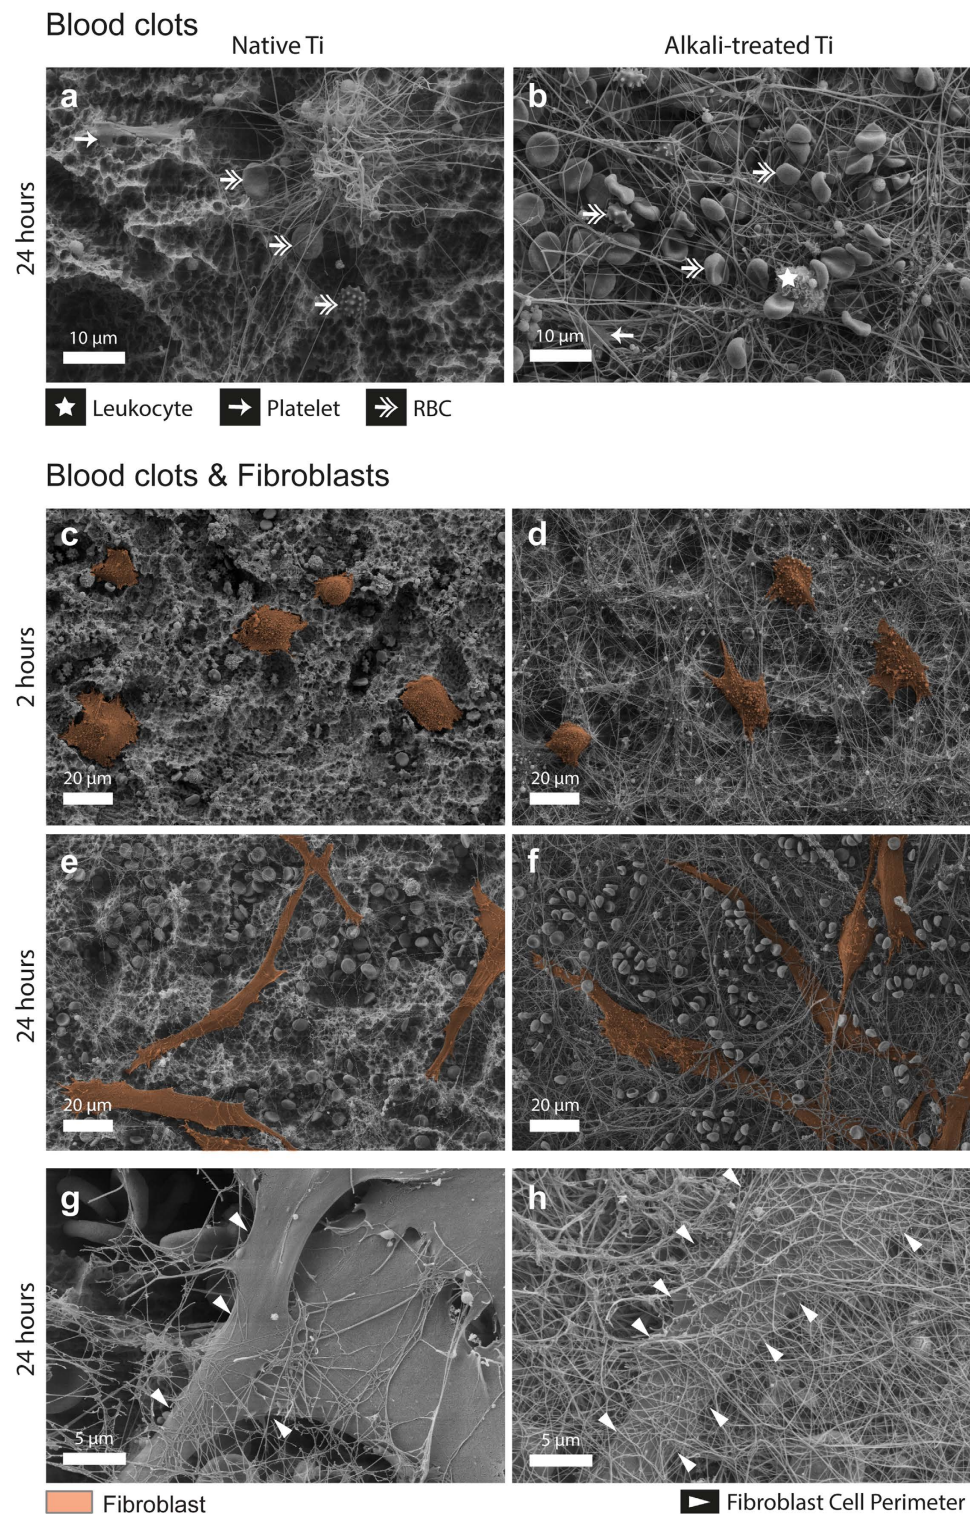 Blood clots
Native Ti
Alkali-treated Ti
24 hours
a
10 µm
b
10 µm
Leukocyte
Platelet
RBC
Blood clots & Fibroblasts
2 hours
c
20 µm
d
20 µm
24 hours
e
20 µm
f
20 µm
24 hours
g
5 µm
h
5 µm
Fibroblast
Fibroblast Cell Perimeter